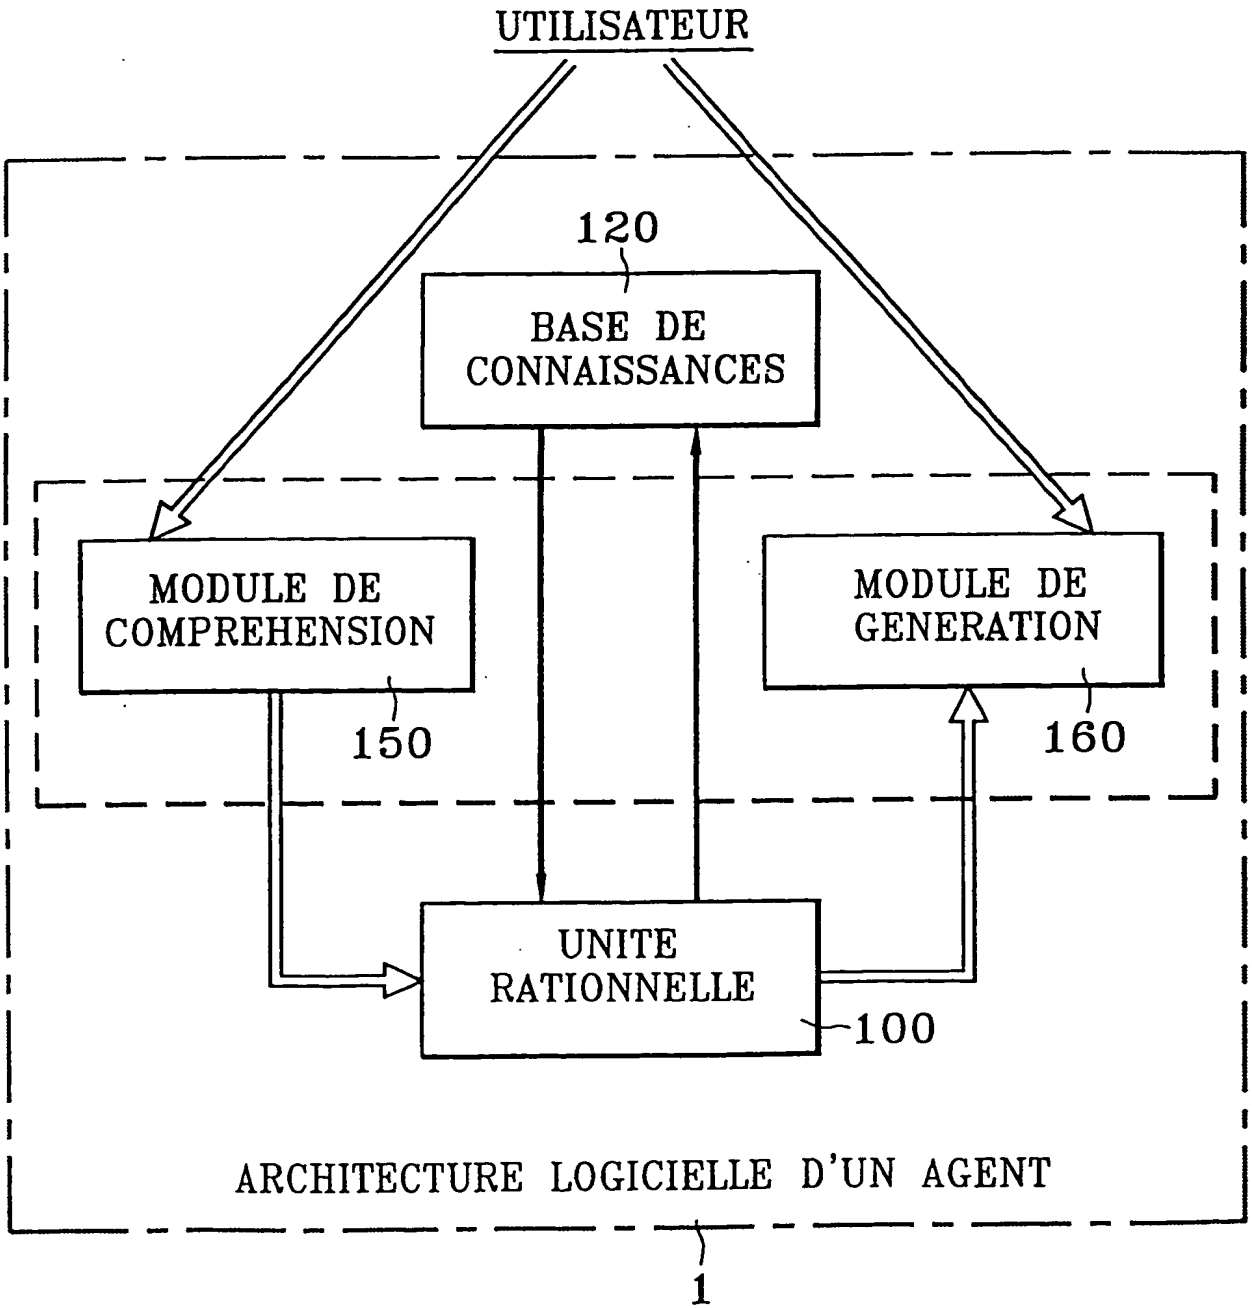 UTILISATEUR
120
BASE DE
CONNAISSANCES
MODULE DE
COMPREHENSION
150
MODULE DE
GENERATION
160
UNITE
RATIONNELLE
100
ARCHITECTURE LOGICIELLE D'UN AGENT
1